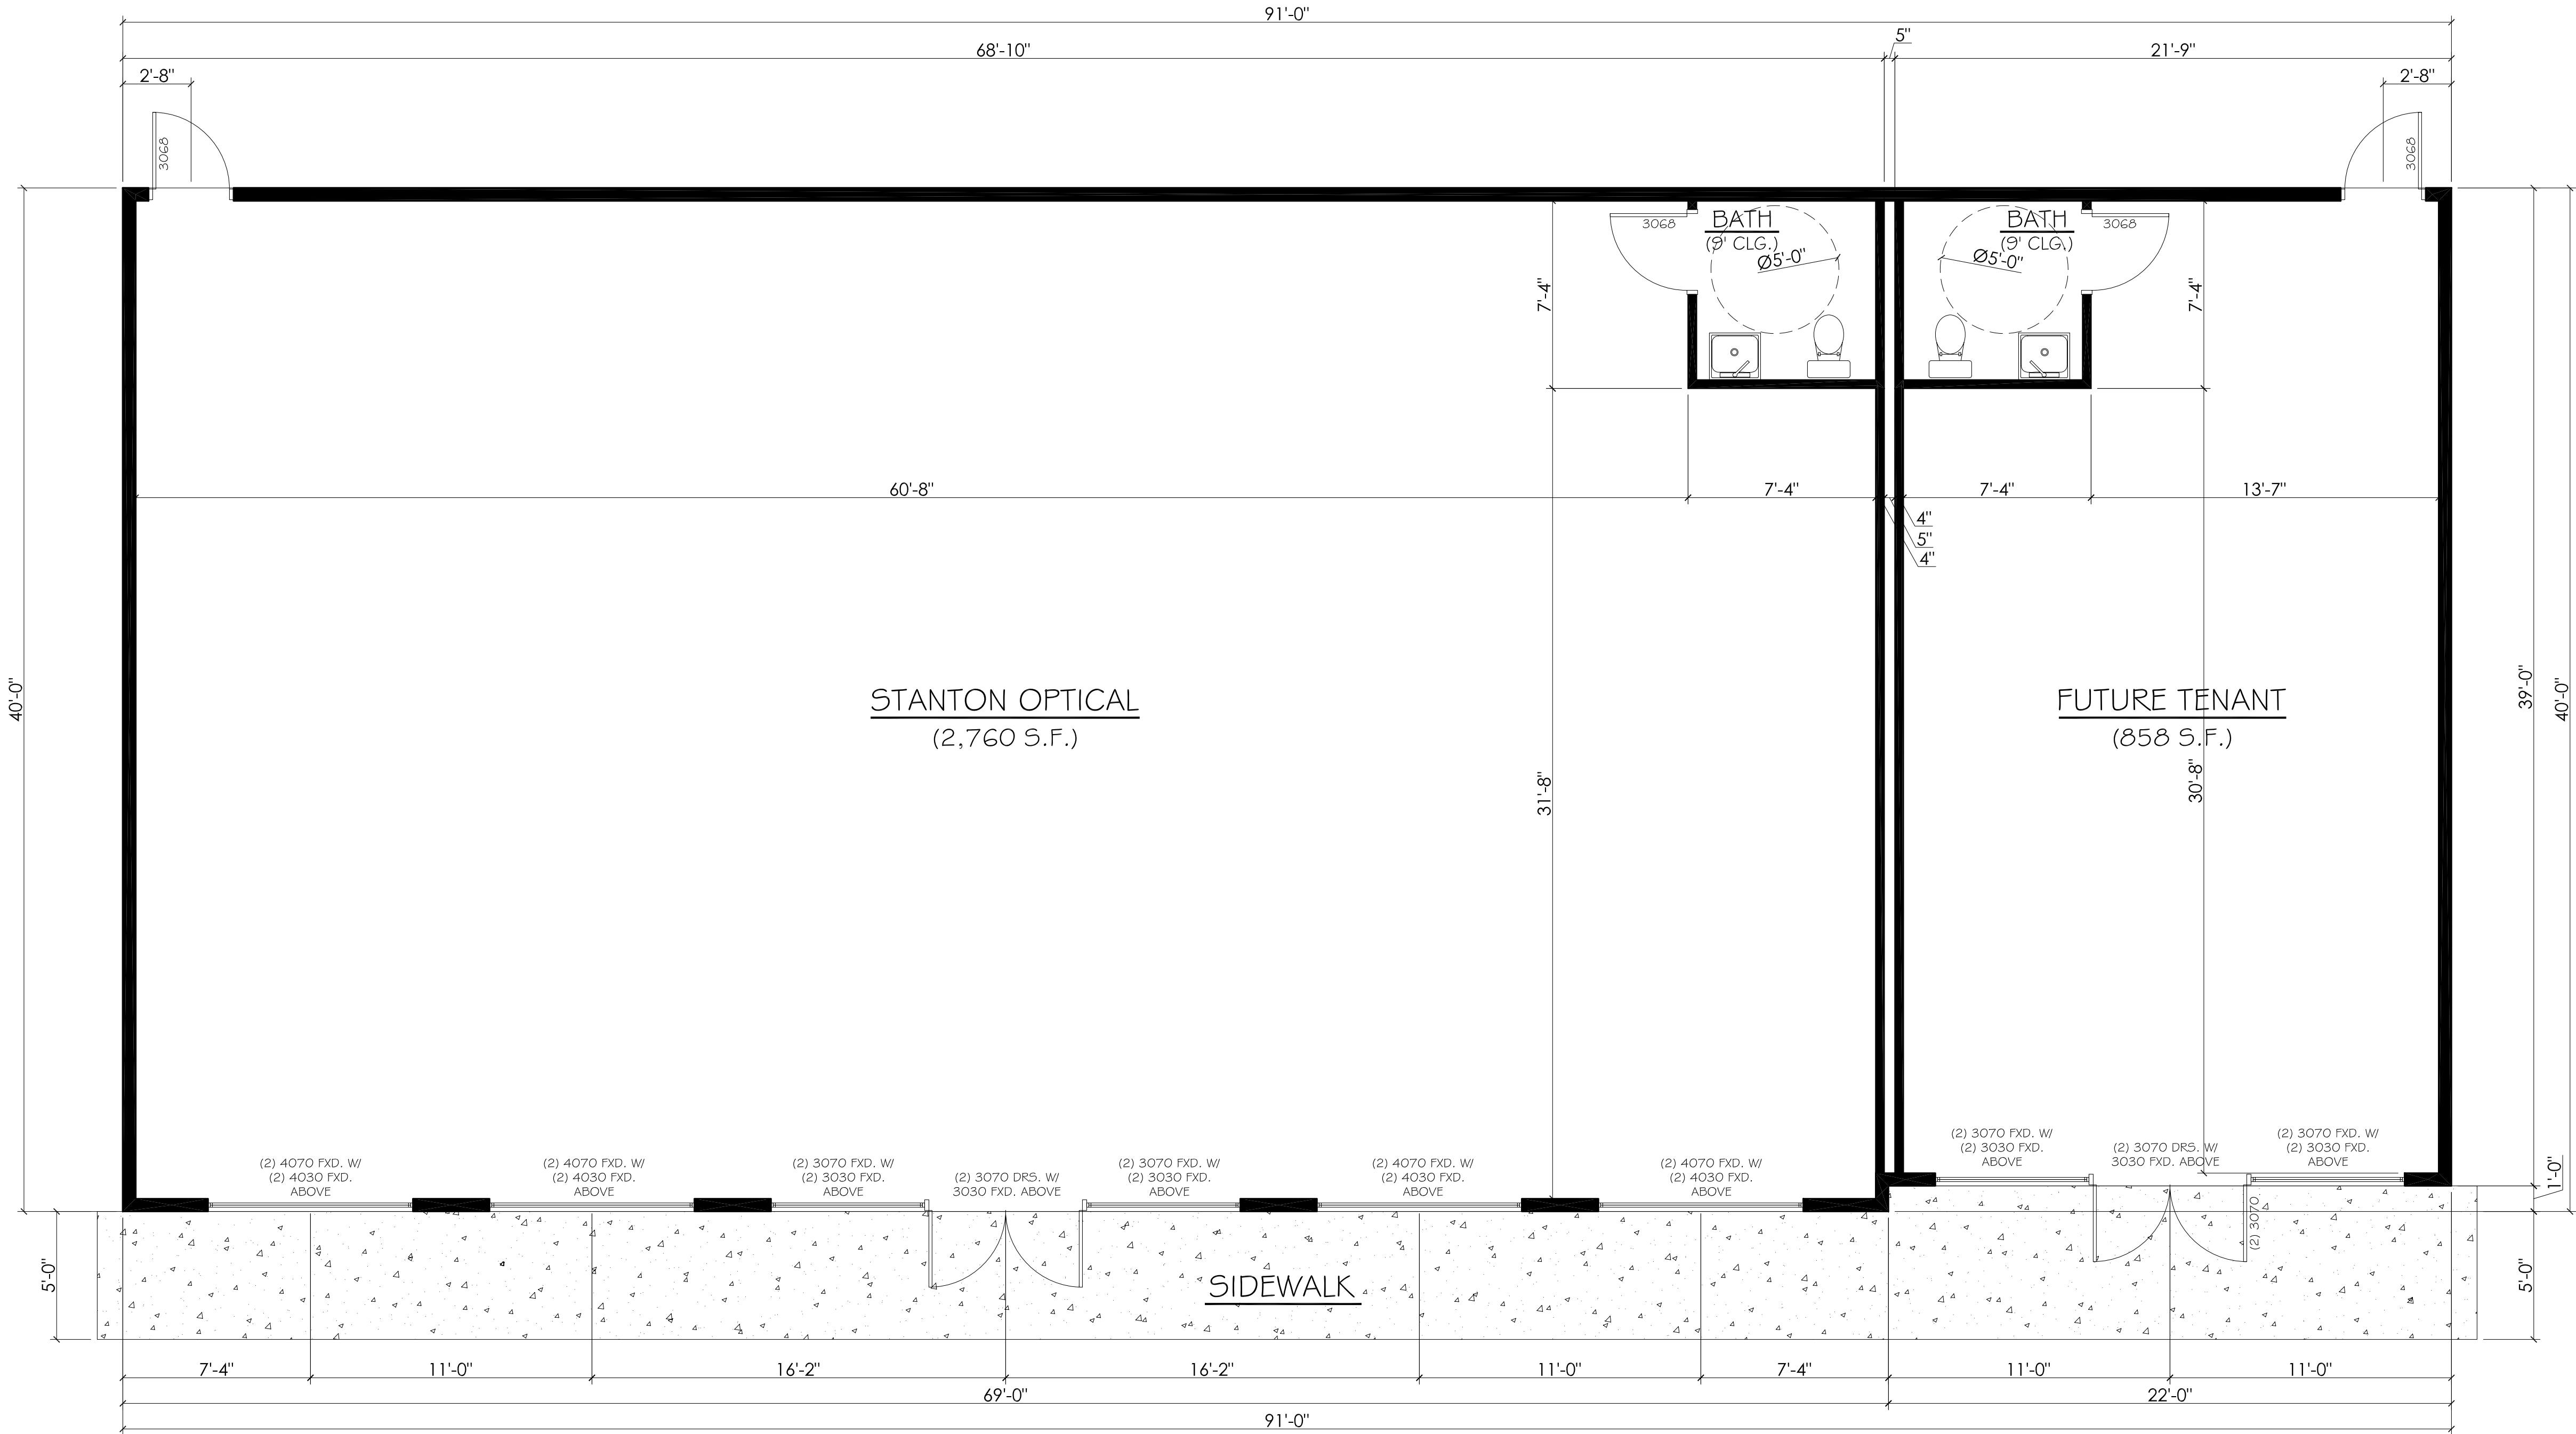 91'-0"
68'-10"
5"
21'-9"
2'-8"
2'-8"
3068
3068
BATH
(9' CLG.)
Ø5'-0"
3068
BATH
(9' CLG.)
Ø5'-0"
3068
7'-4"
7'-4"
60'-8"
7'-4"
7'-4"
13'-7"
4"
5"
4"
40'-0"
STANTON OPTICAL
(2,760 S.F.)
FUTURE TENANT
(858 S.F.)
39'-0"
40'-0"
31'-8"
30'-8"
(2) 4070 FXD. W/
(2) 4030 FXD.
ABOVE
(2) 4070 FXD. W/
(2) 4030 FXD.
ABOVE
(2) 3070 FXD. W/
(2) 3030 FXD.
ABOVE
(2) 3070 DRS. W/
3030 FXD. ABOVE
(2) 3070 FXD. W/
(2) 3030 FXD.
ABOVE
(2) 4070 FXD. W/
(2) 4030 FXD.
ABOVE
(2) 4070 FXD. W/
(2) 4030 FXD.
ABOVE
(2) 3070 FXD. W/
(2) 3030 FXD.
ABOVE
(2) 3070 DRS. W/
3030 FXD. ABOVE
(2) 3070 FXD. W/
(2) 3030 FXD.
ABOVE
1'-0"
(2) 3070
5'-0"
SIDEWALK
5'-0"
7'-4"
11'-0"
16'-2"
16'-2"
11'-0"
7'-4"
11'-0"
11'-0"
69'-0"
22'-0"
91'-0"